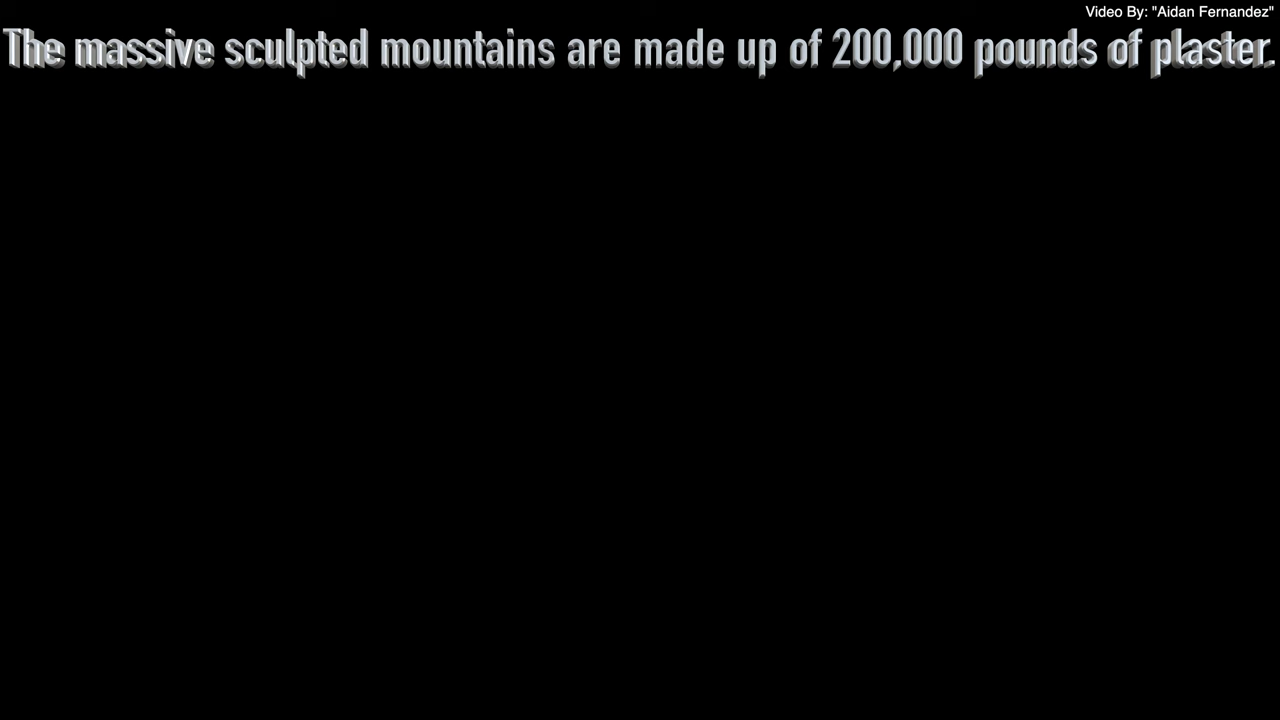 Video By: "Aidan Fernandez"
The massive sculpted mountains are made up of 200,000 pounds of plaster.